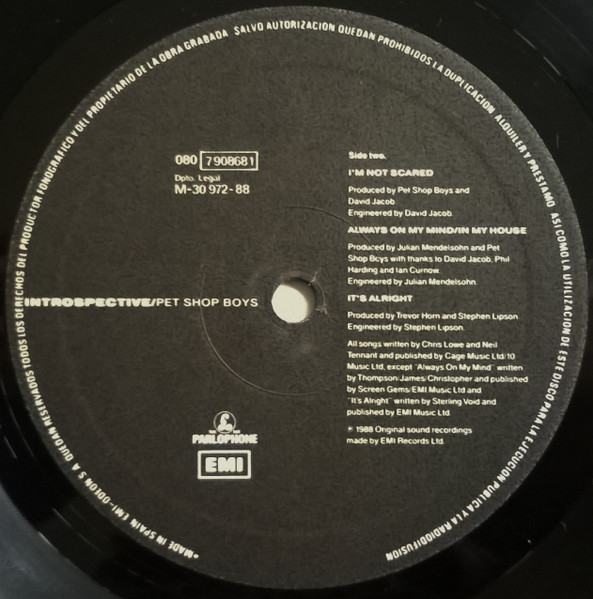 RESERVADOS TODOS LOS DERECHOS DEL PRODUCTOR FONOGRAFICO Y DEL PROPIETARIO DE LA OBRA GRABADA SALVO AUTORIZACION QUEDAN PROHIBIDOS LA DUPLICACION ALQUILER Y PRESTAMO ASI COMO LA UTILIZACION DE ESTE DISCO PARA LA EJECUCION PUBLICA Y LA RADIODIFUSION
*MADE IN SPAIN EMI-ODEON S A QUEDAN
080 7908681
Dpto. Legal
M-30 972-88
INTROSPECTIVE/PET SHOP BOYS
PARLOPHONE
EMI
Side two.
I'M NOT SCARED
Produced by Pet Shop Boys and
David Jacob.
Engineered by David Jacob.
ALWAYS ON MY MIND/IN MY HOUSE
Produced by Julian Mendelsohn and Pet
Shop Boys with thanks to David Jacob, Phil
Harding and Ian Curnow.
Engineered by Julian Mendelsohn.
IT'S ALRIGHT
Produced by Trevor Horn and Stephen Lipson.
Engineered by Stephen Lipson.
All songs written by Chris Lowe and Neil
Tennant and published by Cage Music Ltd/10
Music Ltd, except "Always On My Mind" written
by Thompson/James/Christopher and published
by Screen Gems/EMI Music Ltd and
"It's Alright" written by Sterling Void and
published by EMI Music Ltd.
℗ 1988 Original sound recordings
made by EMI Records Ltd.